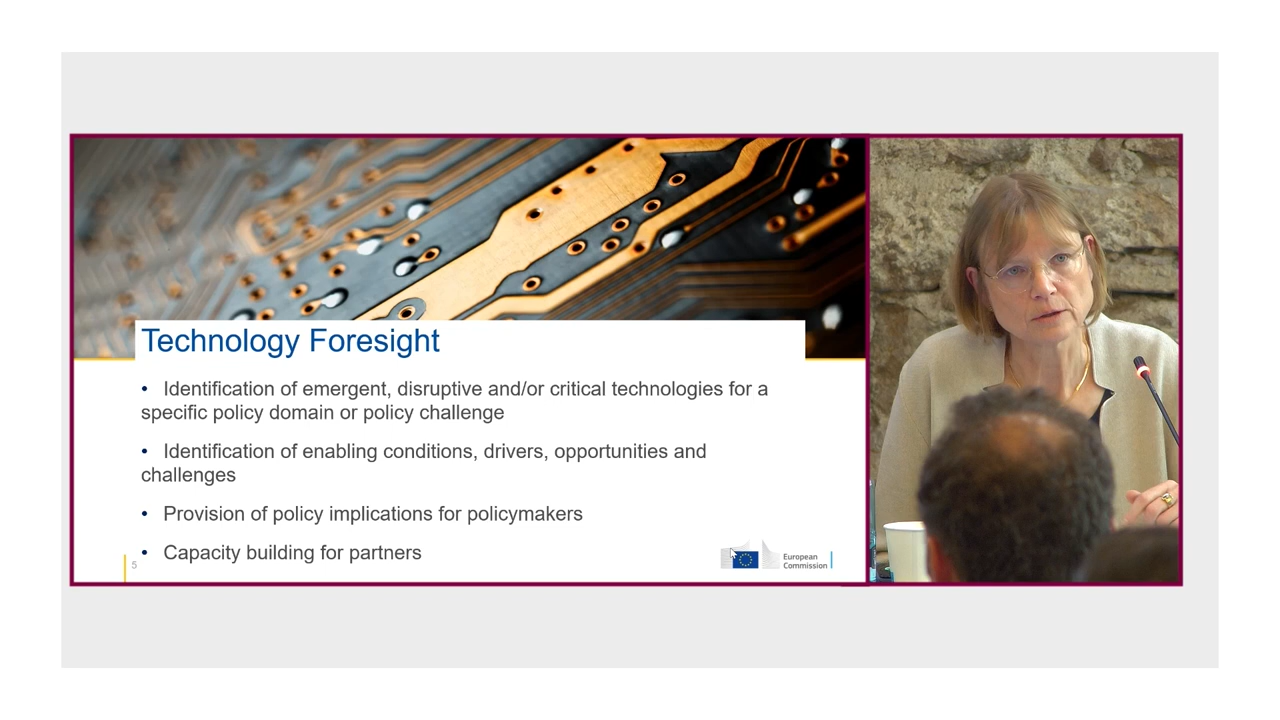 Technology Foresight
• Identification of emergent, disruptive and/or critical technologies for a
specific policy domain or policy challenge
• Identification of enabling conditions, drivers, opportunities and
challenges
• Provision of policy implications for policymakers
• Capacity building for partners
5
European
Commission